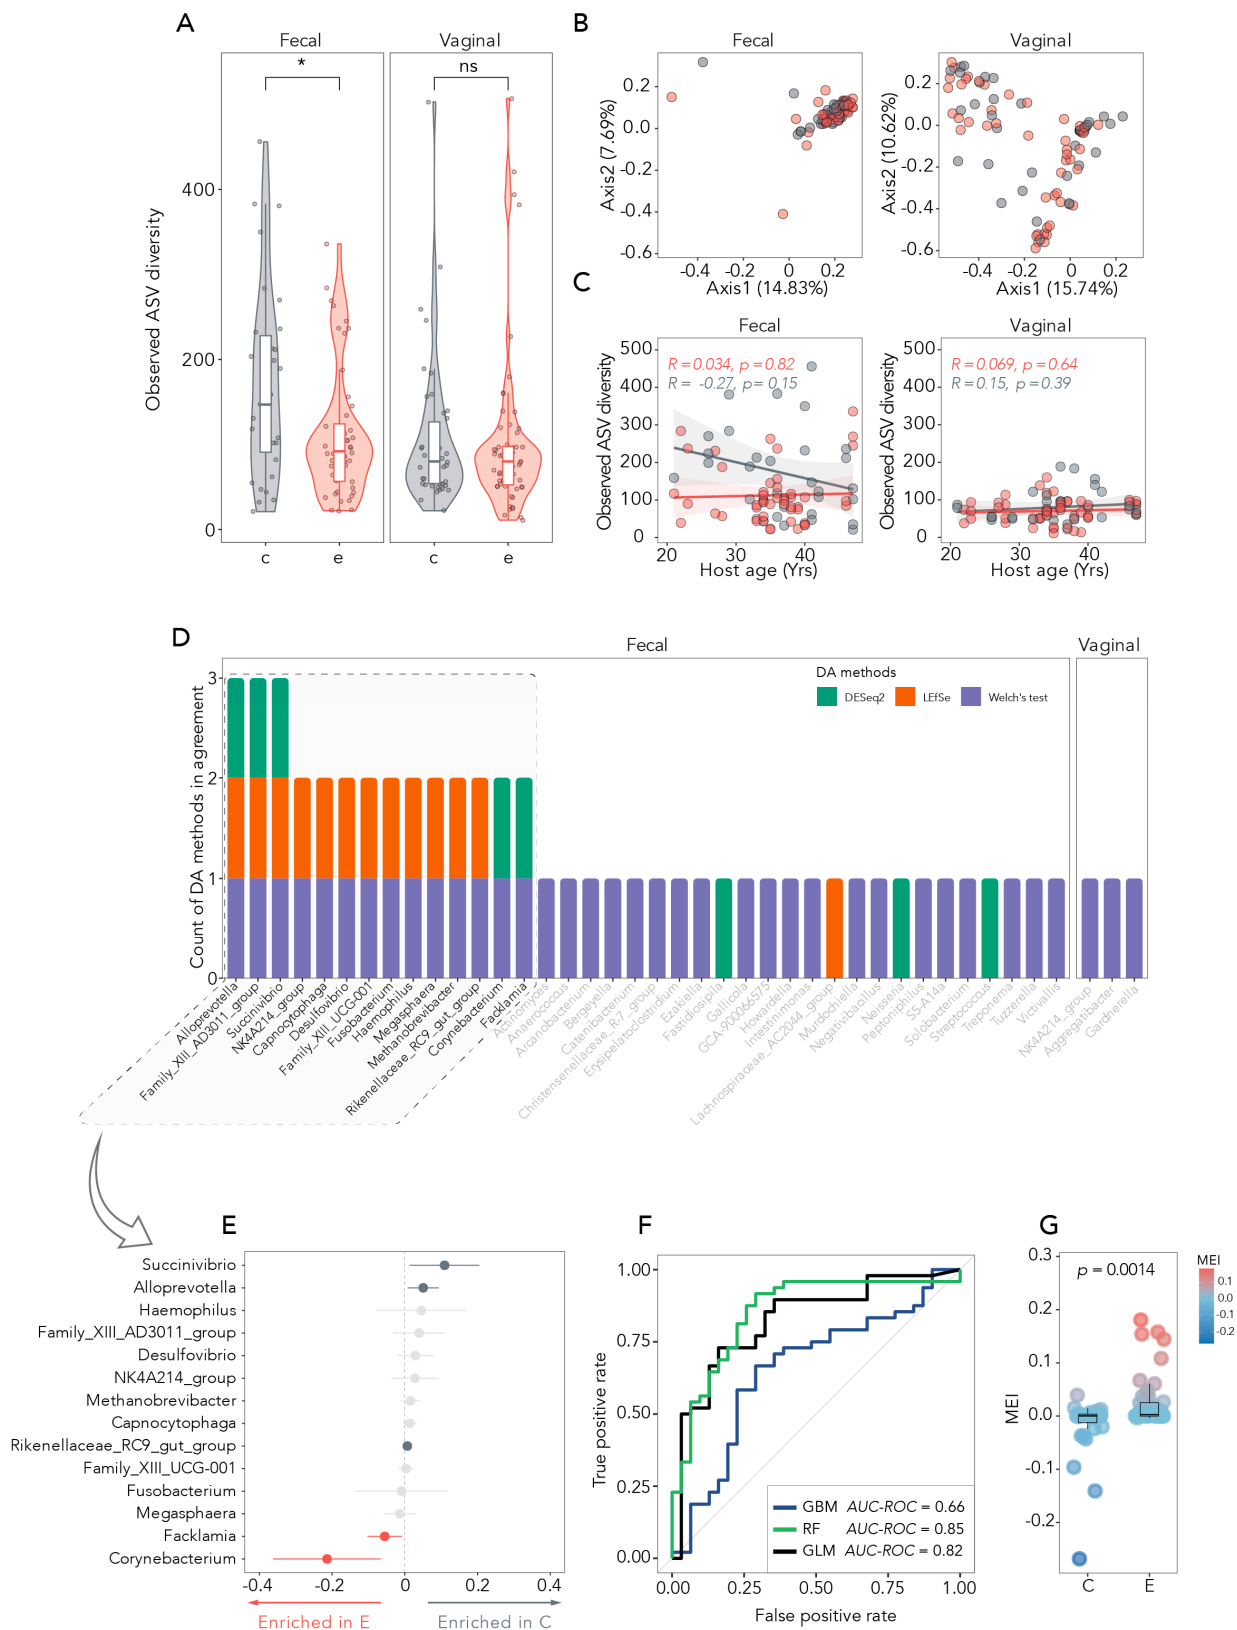 A
Fecal
Vaginal
*
ns
Observed ASV diversity
400
200
0
c
e
c
e
B
Fecal
Vaginal
Axis2 (7.69%)
0.2
0.0
-0.2
-0.4
-0.6
-0.4
-0.2
0
0.2
Axis1 (14.83%)
Axis2 (10.62%)
0.2
0.0
-0.2
-0.4
-0.6
-0.4
-0.2
0
0.2
Axis1 (15.74%)
C
Fecal
Vaginal
Observed ASV diversity
500
400
300
200
100
0
R = 0.034, p = 0.82
R = -0.27, p = 0.15
20
30
40
Host age (Yrs)
Observed ASV diversity
500
400
300
200
100
0
R = 0.069, p = 0.64
R = 0.15, p = 0.39
20
30
40
Host age (Yrs)
D
Fecal
Vaginal
DA methods
DESeq2
LEfSe
Welch's test
Count of DA methods in agreement
3
2
1
0
Alloprevotella
Family_XIII_AD3011_group
Succinivibrio
NK4A214_group
Capnocytophaga
Desulfovibrio
Family_XIII_UCG-001
Fusobacterium
Haemophilus
Megasphaera
Methanobrevibacter
Rikenellaceae_RC9_gut_group
Corynebacterium
Facklamia
Actinomyces
Anaerococcus
Arcanobacterium
Bergeyella
Catenibacterium
Christensenellaceae_R.7_group
Erysipelatoclostridium
Ezakiella
Fastidiosipila
Gallicola
GCA-900066575
Howardella
Intestinimonas
Lachnospiraceae_AC2044_group
Murdochiella
Negativibacillus
Neisseria
Peptoniphilus
S5-A14a
Solobacterium
Streptococcus
Treponema
Tuzzerella
Victivallis
NK4A214_group
Aggregatibacter
Gardnerella
E
Succinivibrio
Alloprevotella
Haemophilus
Family_XIII_AD3011_group
Desulfovibrio
NK4A214_group
Methanobrevibacter
Capnocytophaga
Rikenellaceae_RC9_gut_group
Family_XIII_UCG-001
Fusobacterium
Megasphaera
Facklamia
Corynebacterium
-0.4
-0.2
0
0.2
0.4
Enriched in E
Enriched in C
F
True positive rate
1.00
0.75
0.50
0.25
0.00
GBM AUC-ROC = 0.66
RF AUC-ROC = 0.85
GLM AUC-ROC = 0.82
0.00
0.25
0.50
0.75
1.00
False positive rate
G
MEI
0.3
0.2
0.1
0.0
-0.1
-0.2
p = 0.0014
C
E
MEI
0.1
0.0
-0.1
-0.2